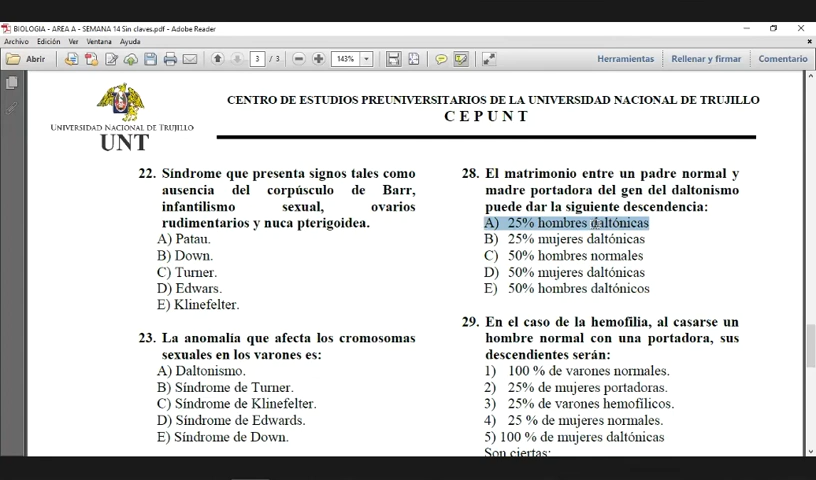 BIOLOGIA - AREA A - SEMANA 14 Sin claves.pdf - Adobe Reader
Archivo Edición Ver Ventana Ayuda
Abrir
3 / 3
143%
Herramientas
Rellenar y firmar
Comentario
UNIVERSIDAD NACIONAL DE TRUJILLO
UNT
CENTRO DE ESTUDIOS PREUNIVERSITARIOS DE LA UNIVERSIDAD NACIONAL DE TRUJILLO
C E P U N T
22. Síndrome que presenta signos tales como
ausencia del corpúsculo de Barr,
infantilismo sexual, ovarios
rudimentarios y nuca pterigoidea.
A) Patau.
B) Down.
C) Turner.
D) Edwars.
E) Klinefelter.
23. La anomalía que afecta los cromosomas
sexuales en los varones es:
A) Daltonismo.
B) Síndrome de Turner.
C) Síndrome de Klinefelter.
D) Síndrome de Edwards.
E) Síndrome de Down.
28. El matrimonio entre un padre normal y
madre portadora del gen del daltonismo
puede dar la siguiente descendencia:
A) 25% hombres daltónicas
B) 25% mujeres daltónicas
C) 50% hombres normales
D) 50% mujeres daltónicas
E) 50% hombres daltónicos
29. En el caso de la hemofilia, al casarse un
hombre normal con una portadora, sus
descendientes serán:
1) 100 % de varones normales.
2) 25% de mujeres portadoras.
3) 25% de varones hemofílicos.
4) 25 % de mujeres normales.
5) 100 % de mujeres daltónicas
Son ciertas: